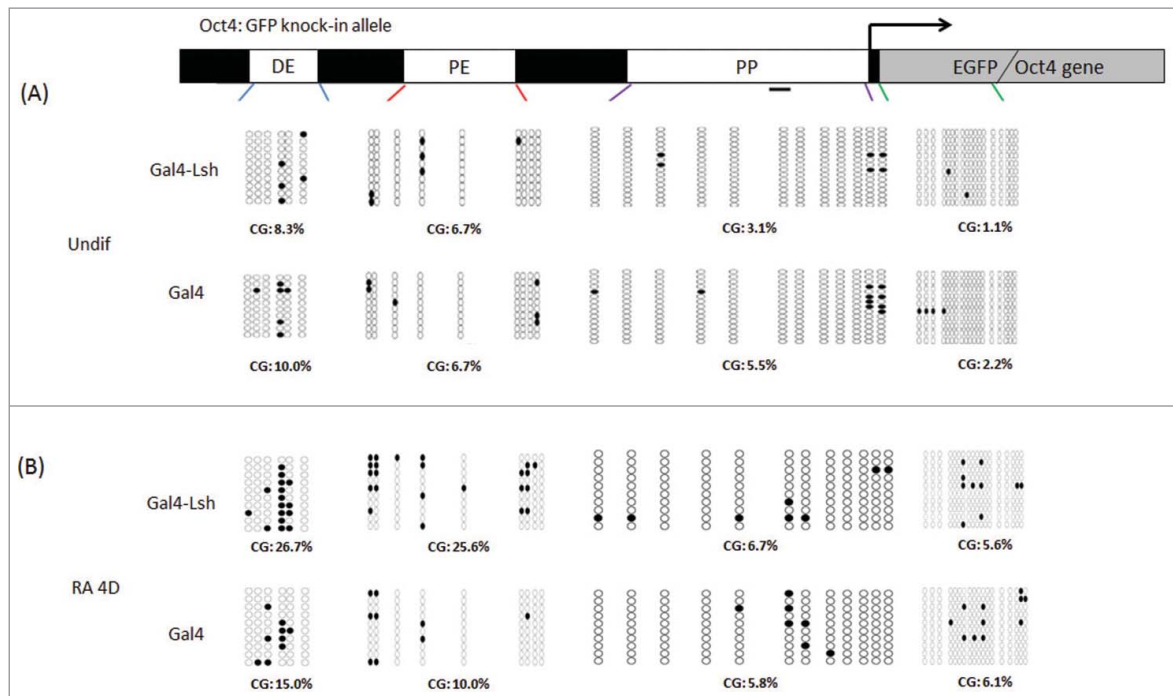 Oct4: GFP knock-in allele
DE PE PP EGFP Oct4 gene
(A)
Gal4-Lsh
CG: 8.3% CG: 6.7% CG: 3.1% CG: 1.1%
Undif
Gal4
CG: 10.0% CG: 6.7% CG: 5.5% CG: 2.2%
(B)
Gal4-Lsh
CG: 26.7% CG: 25.6% CG: 6.7% CG: 5.6%
RA 4D
Gal4
CG: 15.0% CG: 10.0% CG: 5.8% CG: 6.1%